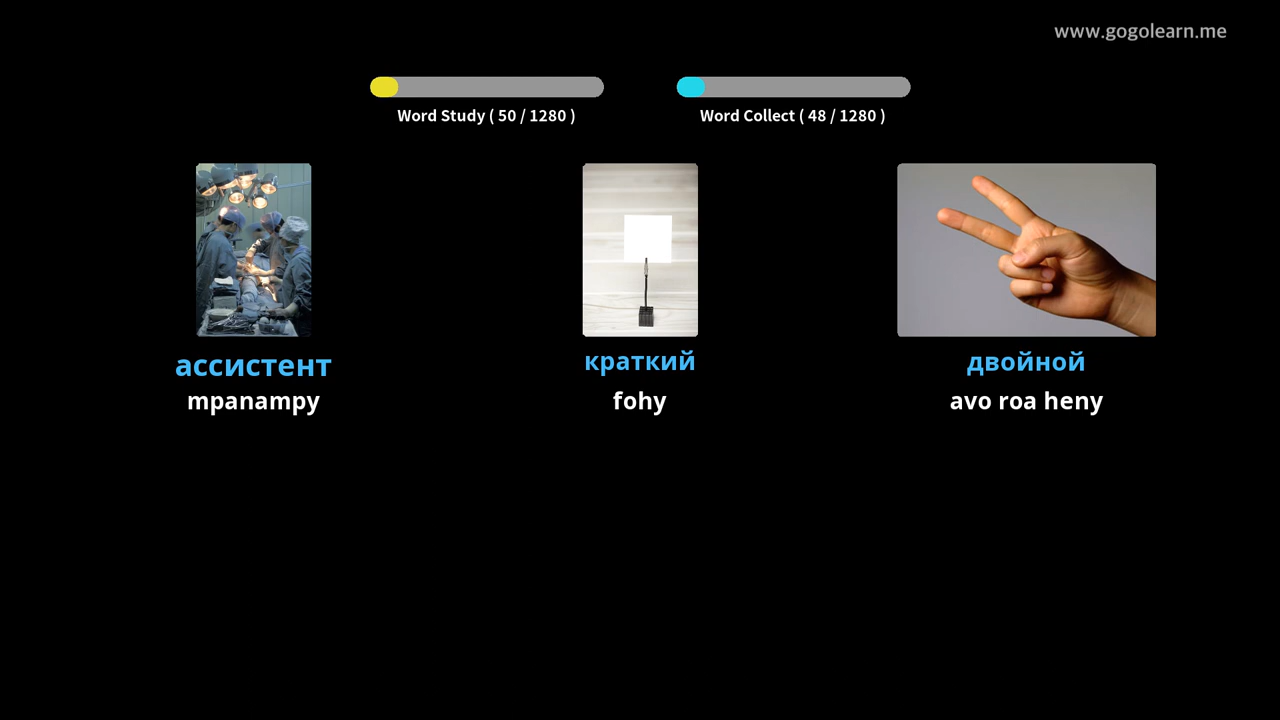 www.gogolearn.me
Word Study ( 50 / 1280 )
Word Collect ( 48 / 1280 )
ассистент
mpanampy
краткий
fohy
двойной
avo roa heny